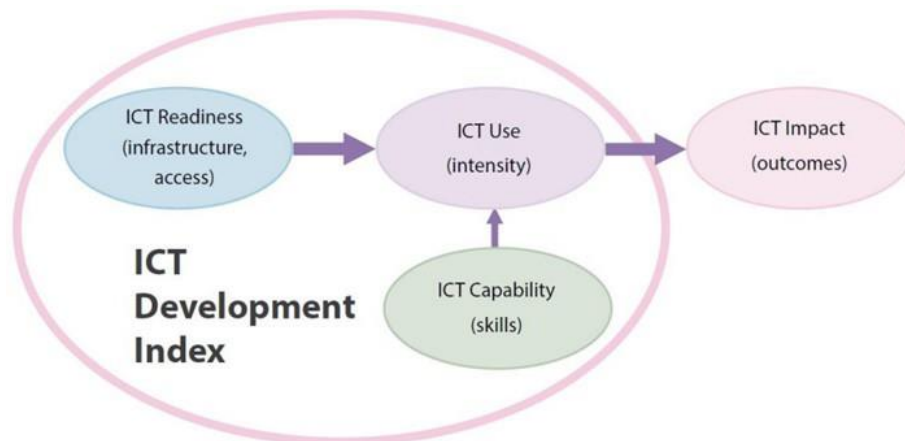 ICT Readiness
(infrastructure,
access)
ICT Use
(intensity)
ICT Impact
(outcomes)
ICT
Development
Index
ICT Capability
(skills)